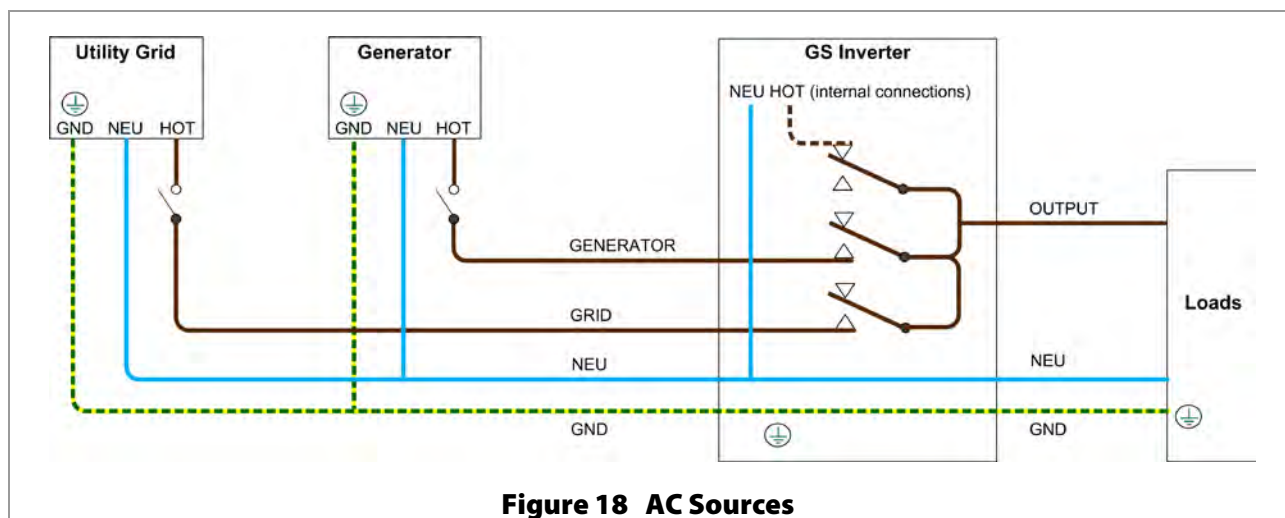 Utility Grid
GND NEU HOT
Generator
GND NEU HOT
GS Inverter
NEU HOT (internal connections)
OUTPUT
GENERATOR
GRID
Loads
NEU
NEU
GND
GND
Figure 18 AC Sources